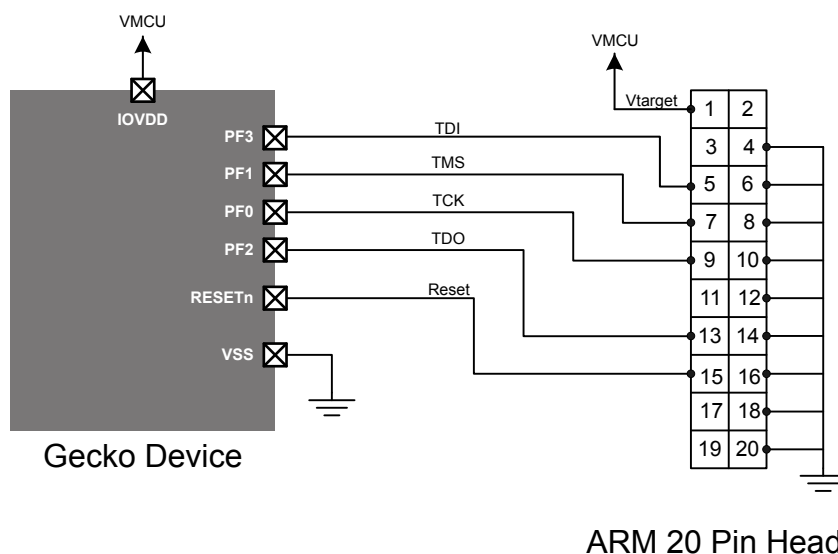 VMCU
IOVDD
PF3
PF1
PF0
PF2
RESETn
VSS
Gecko Device
TDI
TMS
TCK
TDO
Reset
VMCU
Vtarget
1 2
3 4
5 6
7 8
9 10
11 12
13 14
15 16
17 18
19 20
ARM 20 Pin Head